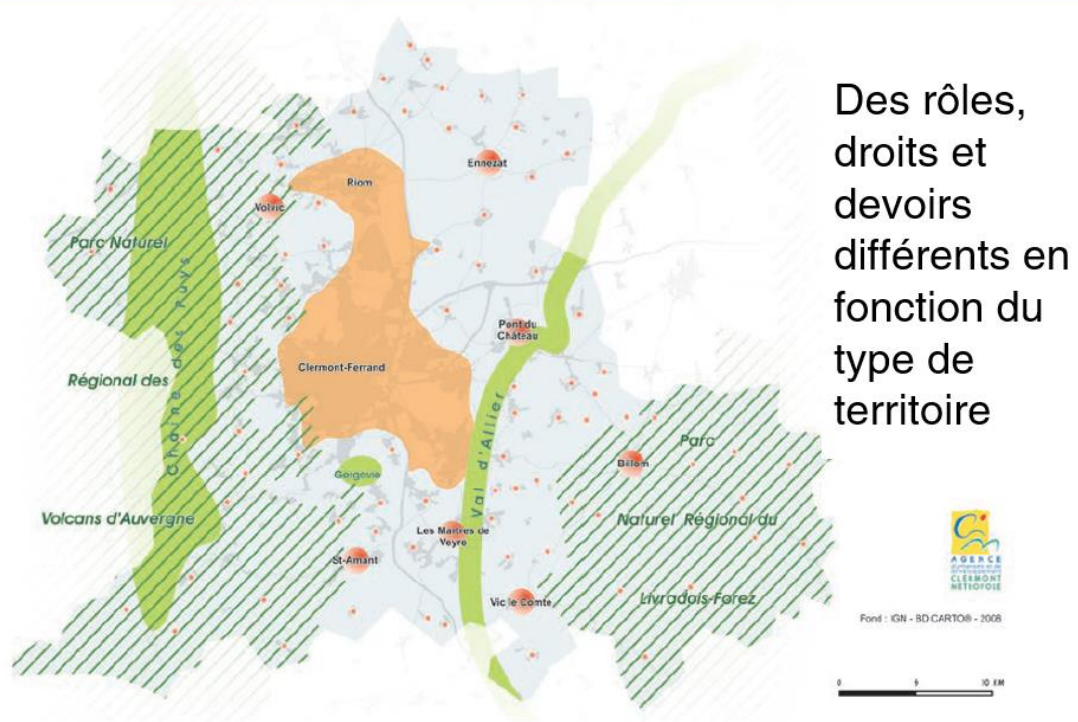 Des rôles,
droits et
devoirs
différents en
fonction du
type de
territoire
Ennezat
Riom
Volvic
Parc Naturel
Chaîne des Puys
Pont du
Château
Clermont-Ferrand
Régional des
Val d'Allier
Parc
Billom
Gergovie
Volcans d'Auvergne
Naturel Régional du
Les Martres de
Veyre
St-Amant
Vic le Comte
Livradois-Forez
AGENCE
CLERMONT
METROPOLE
Fond : IGN - BD CARTO® - 2008
0 5 10 KM